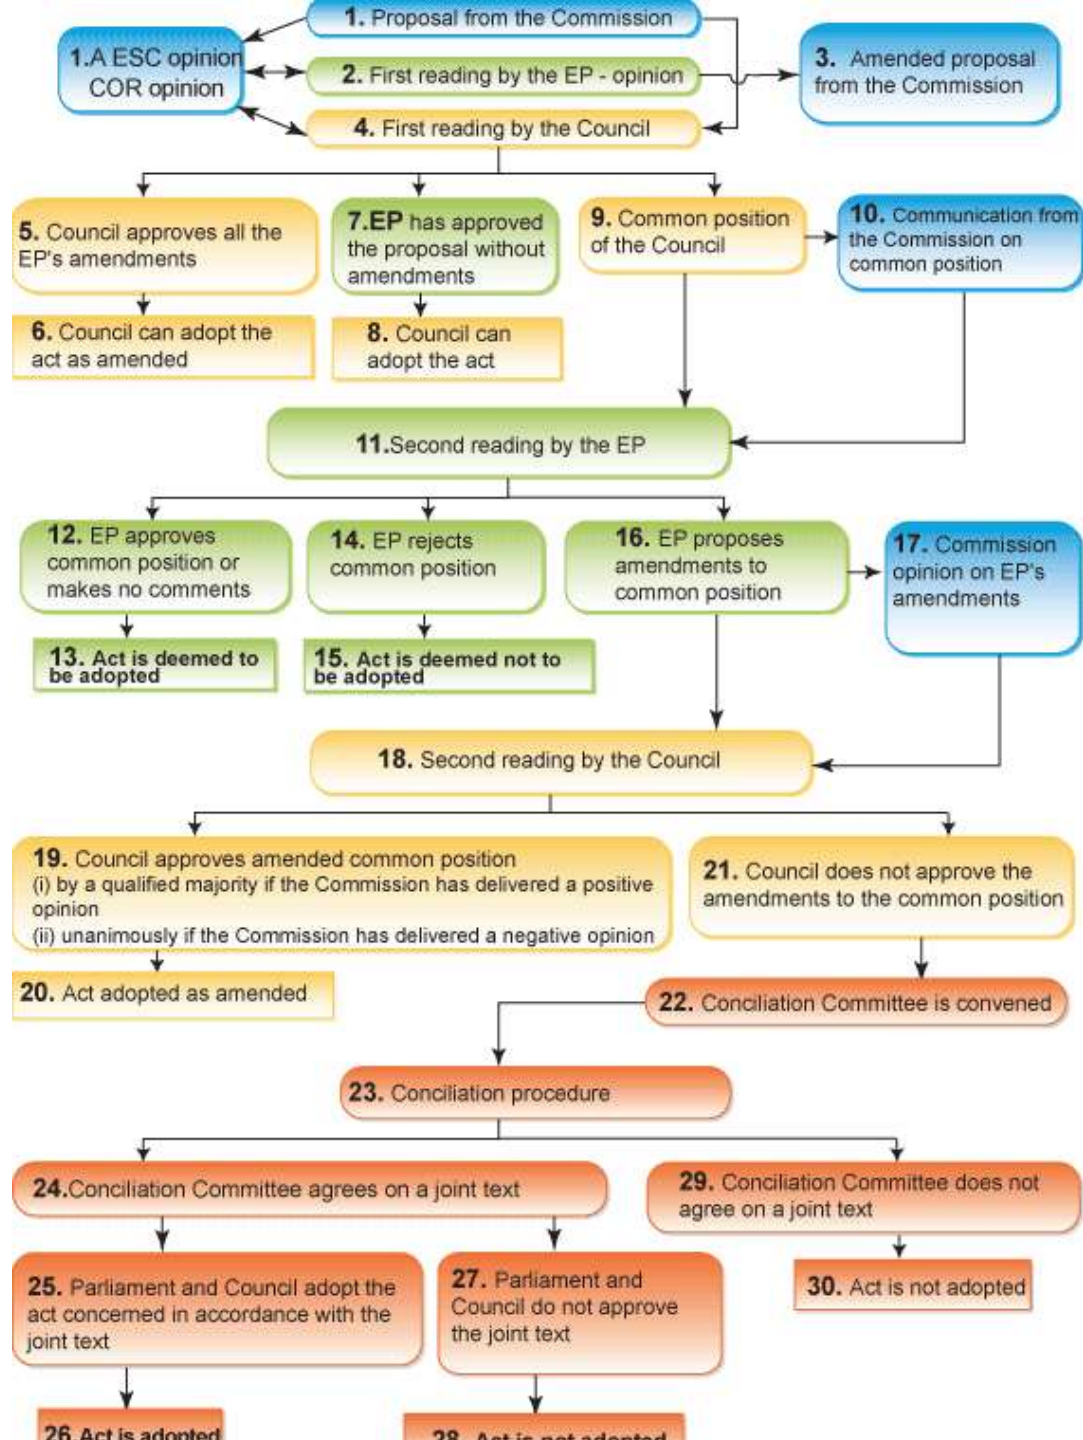 1. Proposal from the Commission
1.A ESC opinion
COR opinion
2. First reading by the EP - opinion
3. Amended proposal
from the Commission
4. First reading by the Council
5. Council approves all the
EP's amendments
6. Council can adopt the
act as amended
7.EP has approved
the proposal without
amendments
8. Council can
adopt the act
9. Common position
of the Council
10. Communication from
the Commission on
common position
11.Second reading by the EP
12. EP approves
common position or
makes no comments
13. Act is deemed to
be adopted
14. EP rejects
common position
15. Act is deemed not to
be adopted
16. EP proposes
amendments to
common position
17. Commission
opinion on EP's
amendments
18. Second reading by the Council
19. Council approves amended common position
(i) by a qualified majority if the Commission has delivered a positive
opinion
(ii) unanimously if the Commission has delivered a negative opinion
20. Act adopted as amended
21. Council does not approve the
amendments to the common position
22. Conciliation Committee is convened
23. Conciliation procedure
24.Conciliation Committee agrees on a joint text
25. Parliament and Council adopt the
act concerned in accordance with the
joint text
26.Act is adopted
27. Parliament and
Council do not approve
the joint text
28. Act is not adopted
29. Conciliation Committee does not
agree on a joint text
30. Act is not adopted